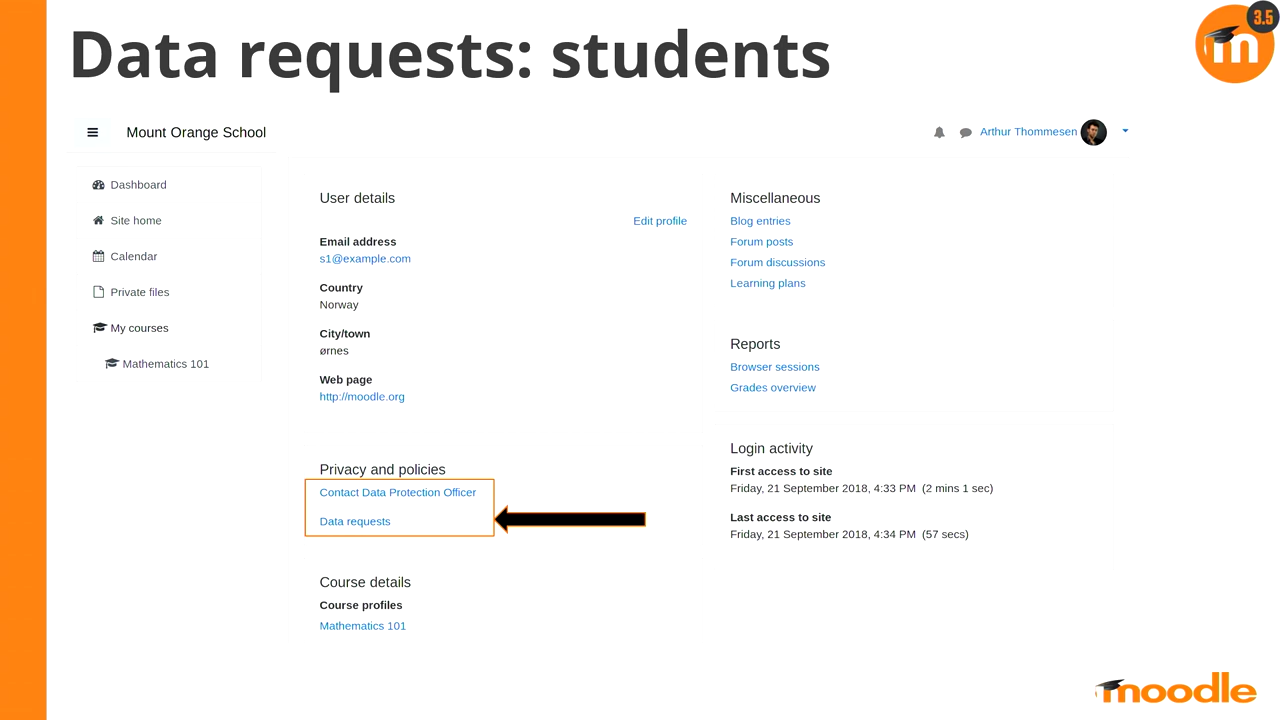 Data requests: students
3.5
m
Mount Orange School
Arthur Thommesen
Dashboard
Site home
Calendar
Private files
My courses
Mathematics 101
User details
Edit profile
Email address
s1@example.com
Country
Norway
City/town
ørnes
Web page
http://moodle.org
Privacy and policies
Contact Data Protection Officer
Data requests
Course details
Course profiles
Mathematics 101
Miscellaneous
Blog entries
Forum posts
Forum discussions
Learning plans
Reports
Browser sessions
Grades overview
Login activity
First access to site
Friday, 21 September 2018, 4:33 PM (2 mins 1 sec)
Last access to site
Friday, 21 September 2018, 4:34 PM (57 secs)
moodle